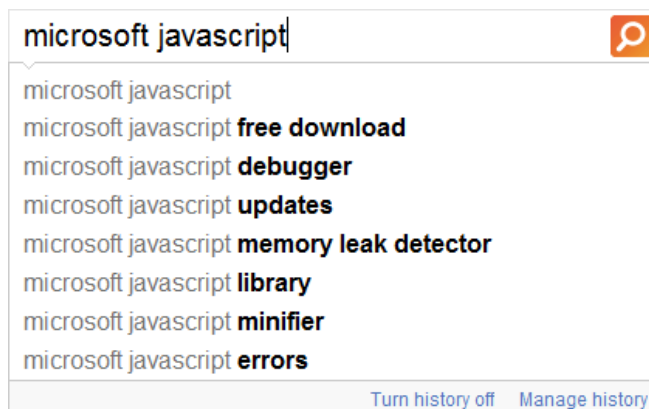 microsoft javascript
microsoft javascript
microsoft javascript free download
microsoft javascript debugger
microsoft javascript updates
microsoft javascript memory leak detector
microsoft javascript library
microsoft javascript minifier
microsoft javascript errors
Turn history off Manage history